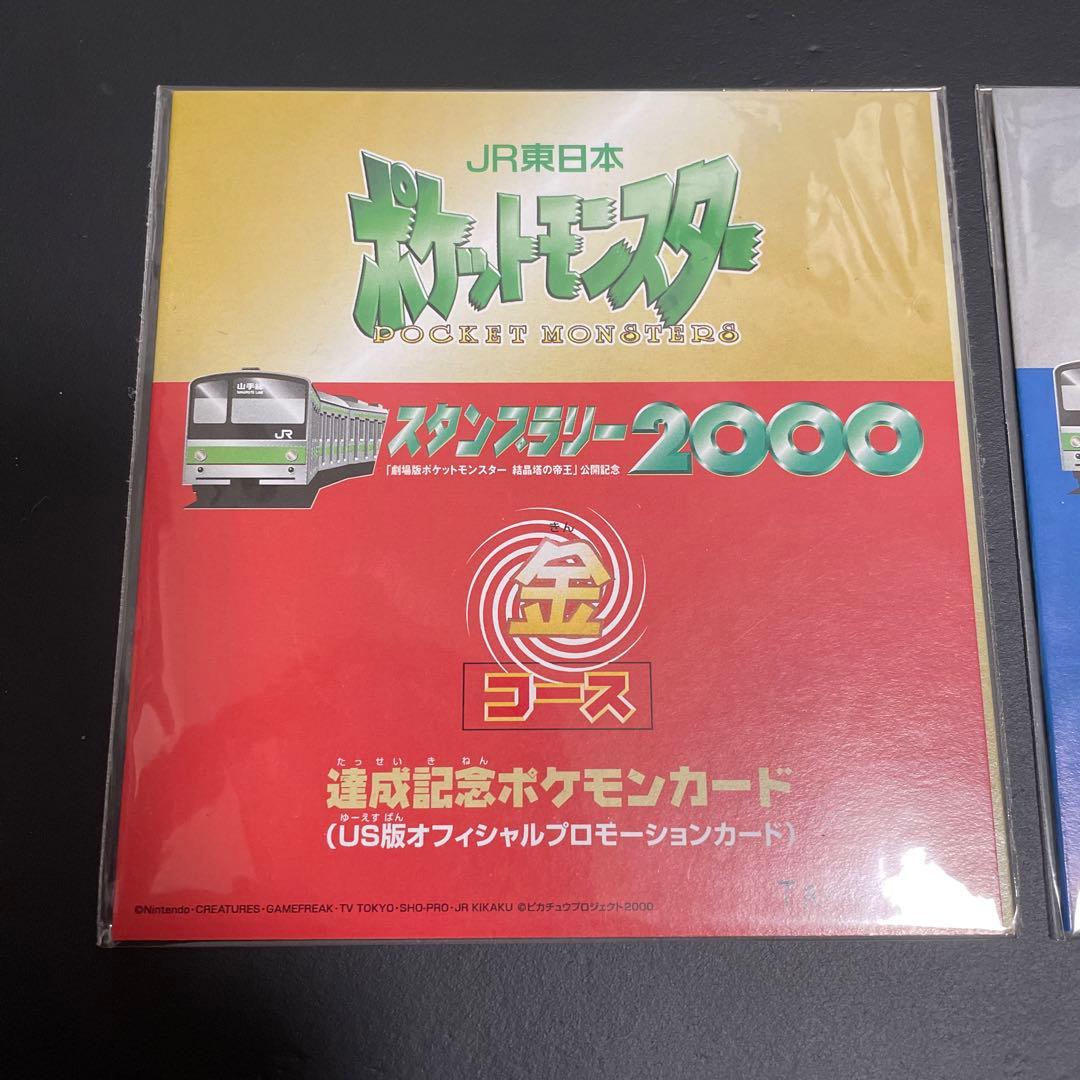 JR東日本
ポケットモンスター
POCKET MONSTERS
山手線
YAMANOTE LINE
JR
スタンプラリー2000
「劇場版ポケットモンスター 結晶塔の帝王」公開記念
きん
金
コース
たっせいきねん
達成記念ポケモンカード
ゆーえすばん
(US版オフィシャルプロモーションカード)
©Nintendo・CREATURES・GAMEFREAK・TV TOKYO・SHO-PRO・JR KIKAKU ©ピカチュウプロジェクト2000